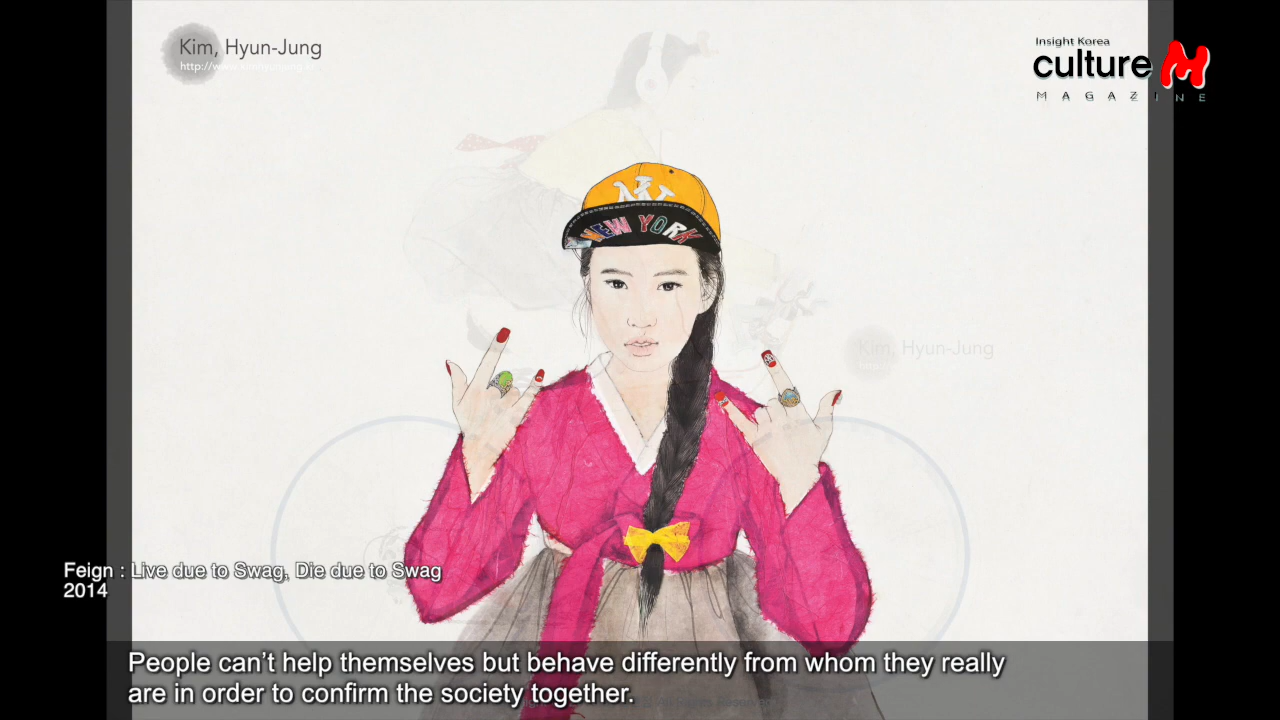 Kim, Hyun-Jung
Insight Korea
culture M
MAGAZINE
NEW YORK
Kim, Hyun-Jung
Feign : Live due to Swag, Die due to Swag
2014
People can't help themselves but behave differently from whom they really
are in order to confirm the society together.